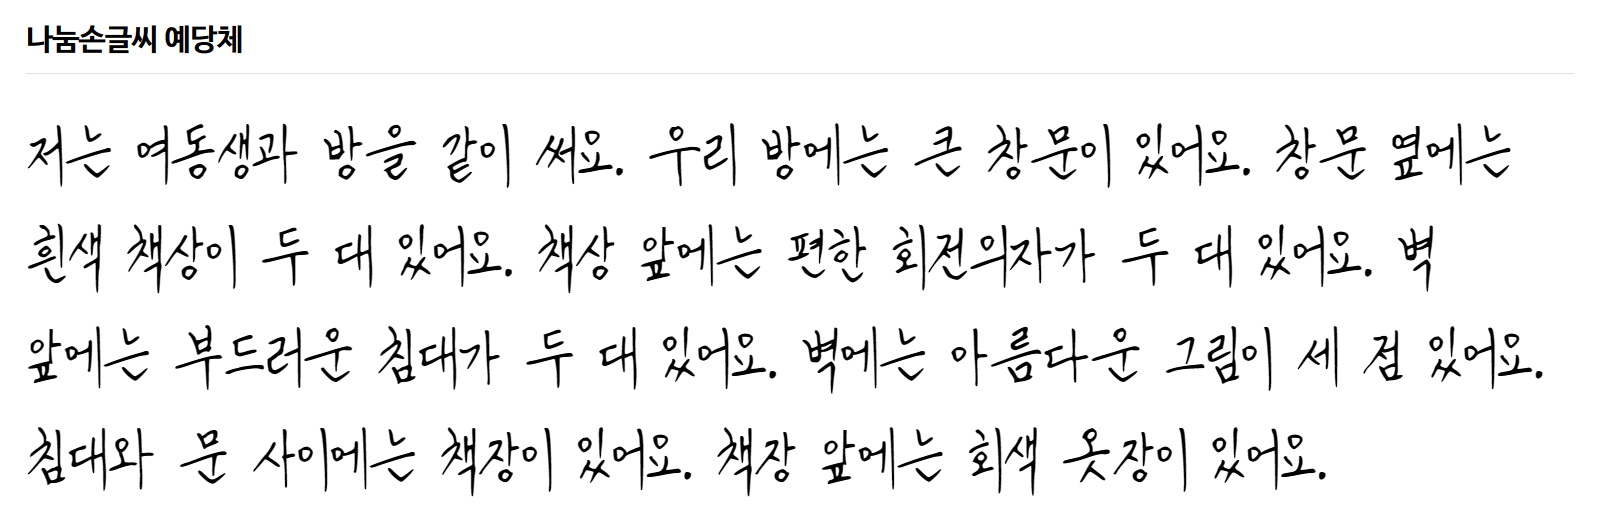 나눔손글씨 예당체
저는 여동생과 방을 같이 써요. 우리 방에는 큰 창문이 있어요. 창문 옆에는
흰색 책상이 두 대 있어요. 책상 앞에는 편한 회전의자가 두 대 있어요. 벽
앞에는 부드러운 침대가 두 대 있어요. 벽에는 아름다운 그림이 세 점 있어요.
침대와 문 사이에는 책장이 있어요. 책장 앞에는 회색 옷장이 있어요.